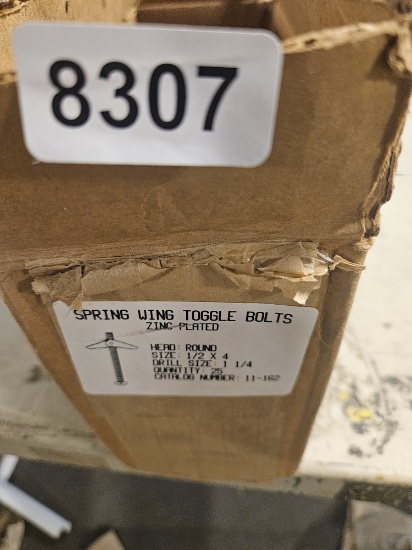 8307
SPRING WING TOGGLE BOLTS
ZINC PLATED
HEAD: ROUND
SIZE: 1/2 X 4
DRILL SIZE: 1 1/4
QUANTITY: 25
CATALOG NUMBER: 11-162